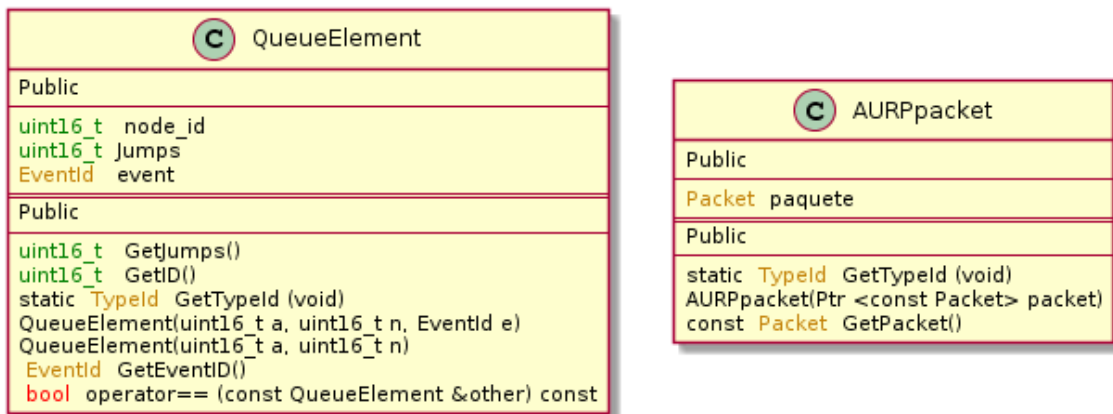 C QueueElement
Public
uint16_t node_id
uint16_t Jumps
EventId event
Public
uint16_t GetJumps()
uint16_t GetID()
static TypeId GetTypeId (void)
QueueElement(uint16_t a, uint16_t n, EventId e)
QueueElement(uint16_t a, uint16_t n)
EventId GetEventID()
bool operator== (const QueueElement &other) const
C AURPpacket
Public
Packet paquete
Public
static TypeId GetTypeId (void)
AURPpacket(Ptr <const Packet> packet)
const Packet GetPacket()